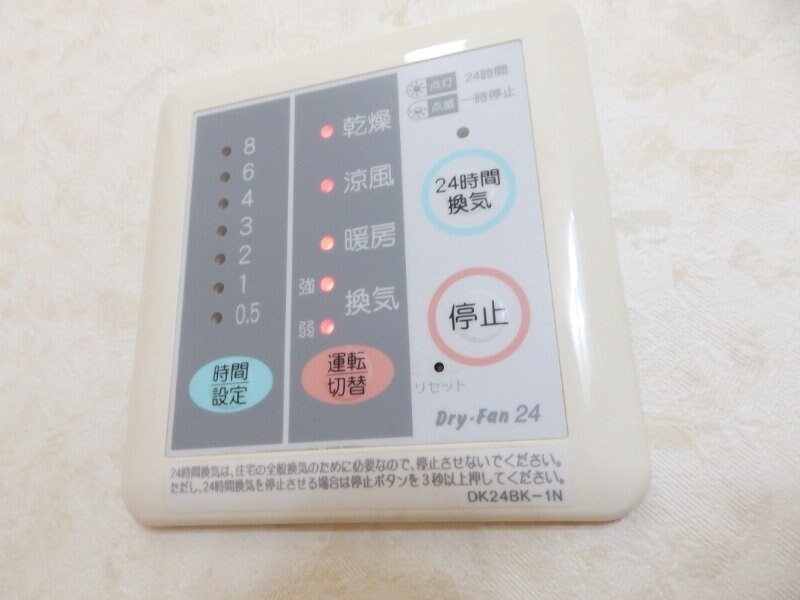 8
6
4
3
2
1
0.5
時間
設定
乾燥
涼風
暖房
強
換気
弱
運転
切替
点灯 24時間
点滅 一時停止
24時間
換気
停止
リセット
Dry-Fan 24
24時間換気は、住宅の全般換気のために必要なので、停止させないでください。
ただし、24時間換気を停止させる場合は停止ボタンを3秒以上押してください。
DK24BK-1N